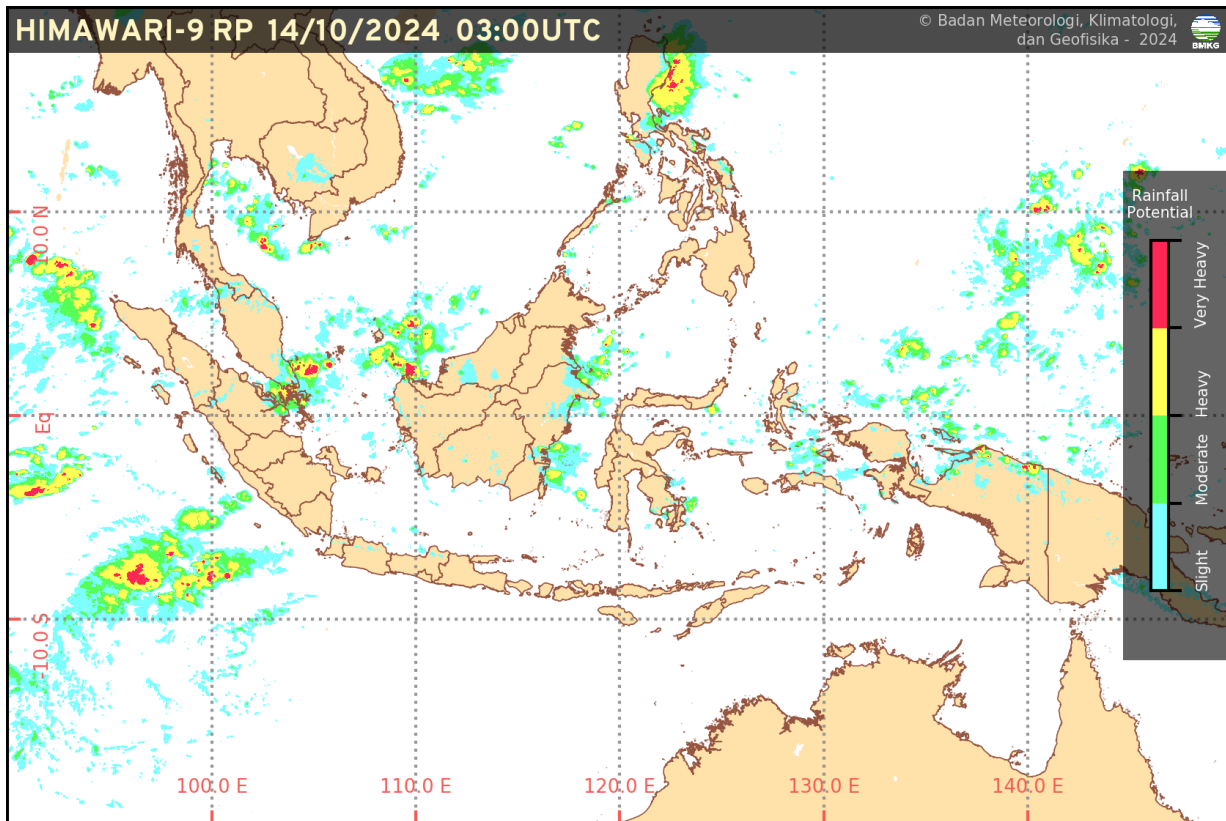 HIMAWARI-9 RP 14/10/2024 03:00UTC
© Badan Meteorologi, Klimatologi,
dan Geofisika - 2024
BMKG
Rainfall
Potential
Very Heavy
Heavy
Moderate
Slight
10.0 N
Eq
-10.0 S
100.0 E
110.0 E
120.0 E
130.0 E
140.0 E